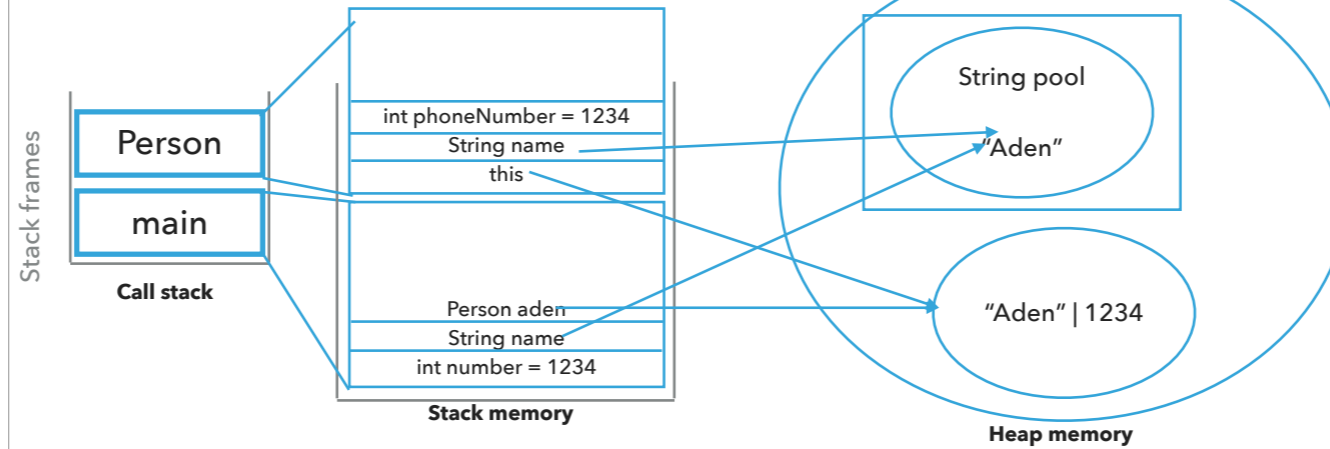 Stack frames
Person
main
Call stack
int phoneNumber = 1234
String name
this
Person aden
String name
int number = 1234
Stack memory
String pool
“Aden”
“Aden” | 1234
Heap memory